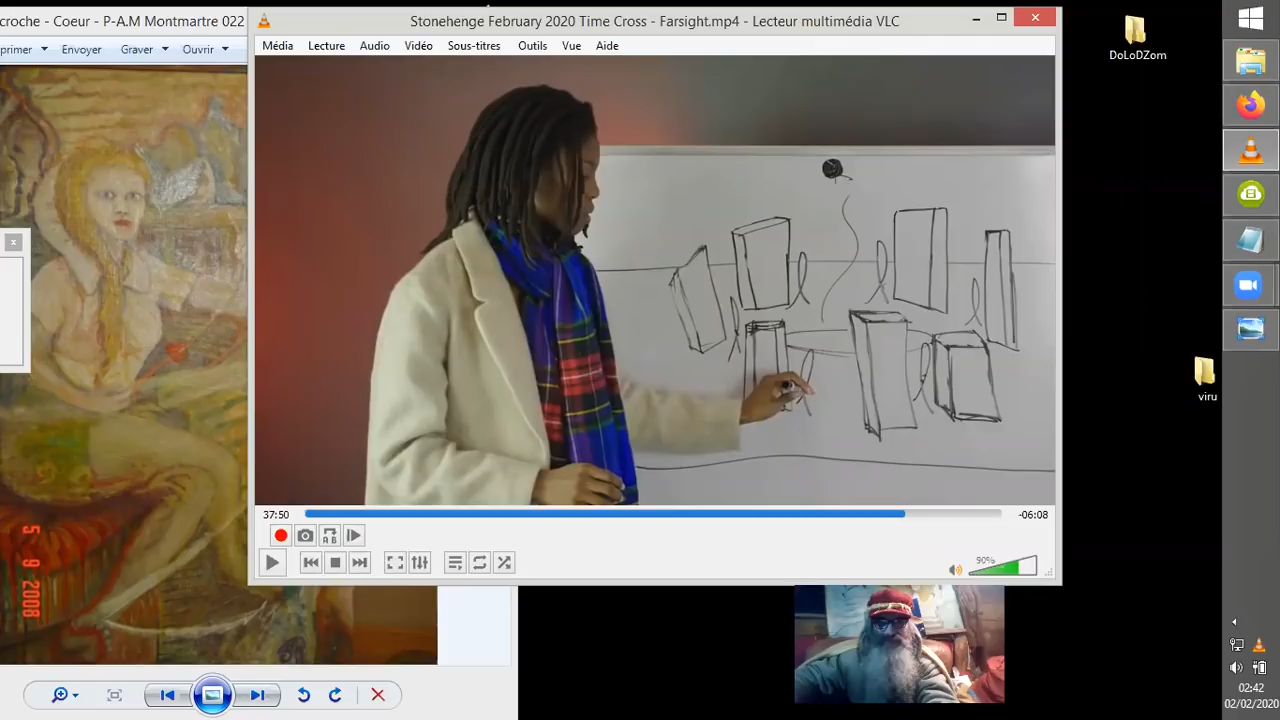 croche - Coeur - P-A.M Montmartre 022
primer Envoyer Graver Ouvrir
Stonehenge February 2020 Time Cross - Farsight.mp4 - Lecteur multimédia VLC
Média Lecture Audio Vidéo Sous-titres Outils Vue Aide
DoLoDZom
viru
5 9 2008
37:50
-06:08
90%
02:42
02/02/2020